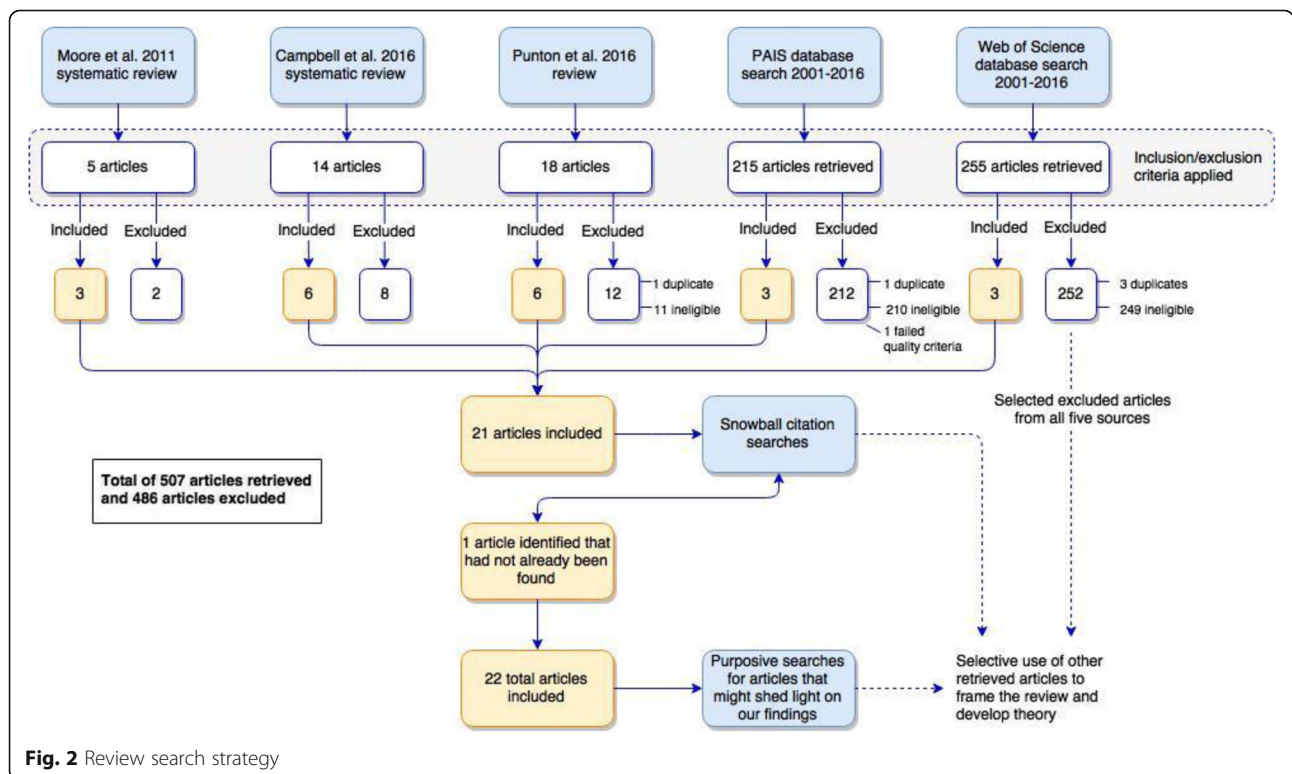 Moore et al. 2011
systematic review
Campbell et al. 2016
systematic review
Punton et al. 2016
review
PAIS database
search 2001-2016
Web of Science
database search
2001-2016
5 articles
14 articles
18 articles
215 articles retrieved
255 articles retrieved
Inclusion/exclusion
criteria applied
Included
Excluded
Included
Excluded
Included
Excluded
Included
Excluded
Included
Excluded
3
2
6
8
6
12
1 duplicate
11 ineligible
3
212
1 duplicate
210 ineligible
1 failed
quality criteria
3
252
3 duplicates
249 ineligible
21 articles included
Snowball citation
searches
Selected excluded articles
from all five sources
Total of 507 articles retrieved
and 486 articles excluded
1 article identified that
had not already been
found
22 total articles
included
Purposive searches
for articles that
might shed light on
our findings
Selective use of other
retrieved articles to
frame the review and
develop theory
Fig. 2 Review search strategy